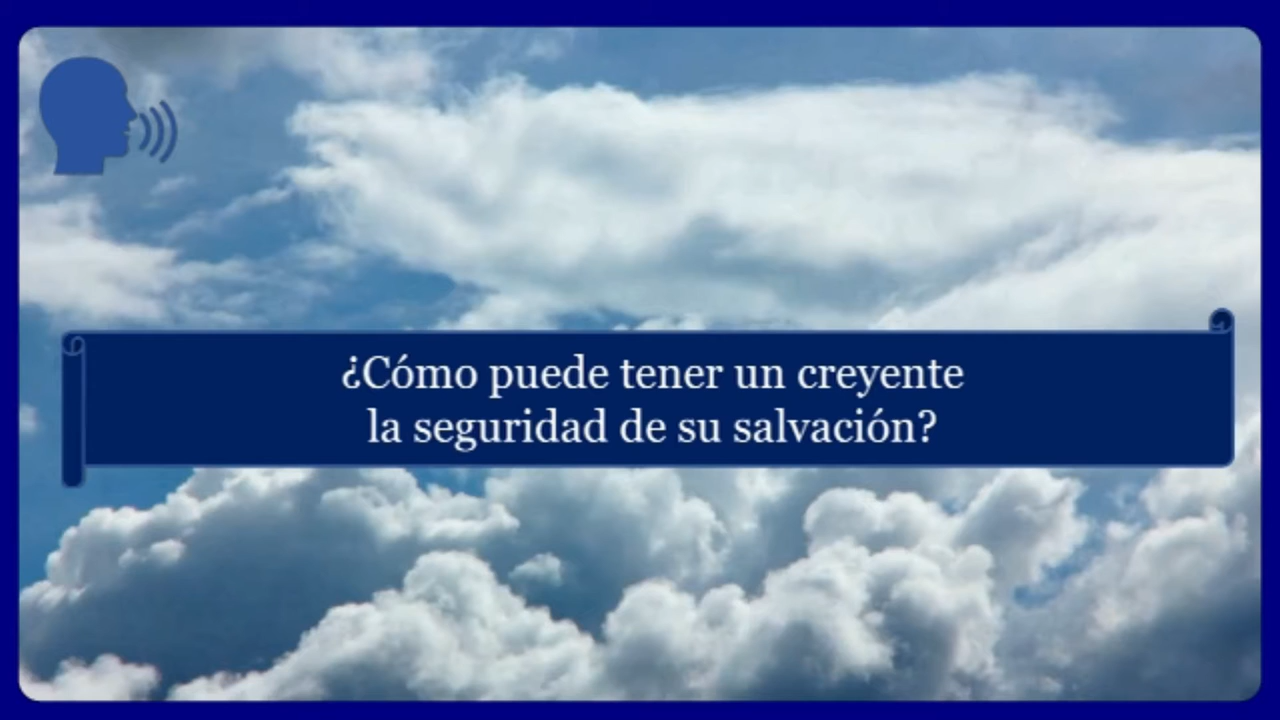 ¿Cómo puede tener un creyente
la seguridad de su salvación?